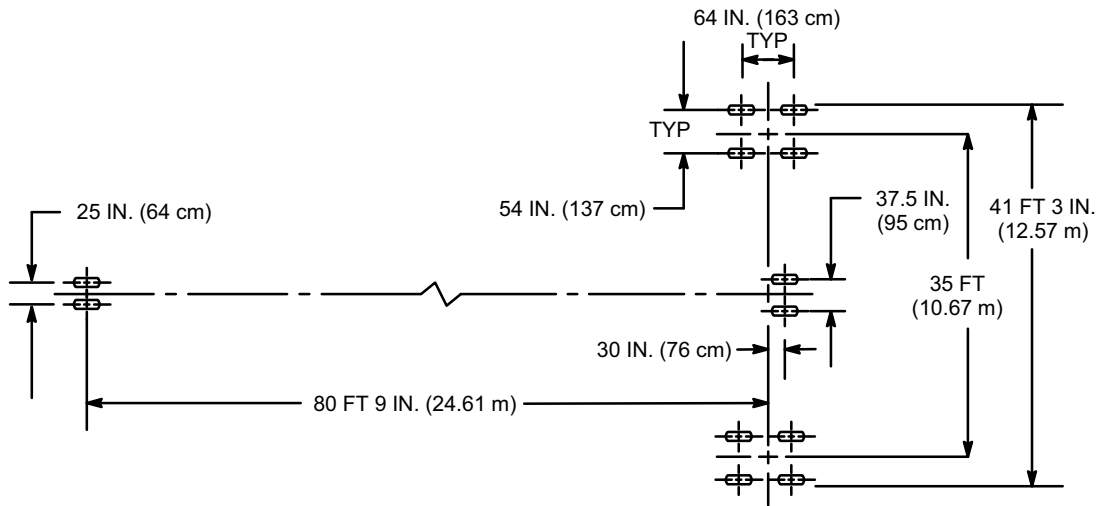 64 IN. (163 cm)
TYP
TYP
25 IN. (64 cm)
54 IN. (137 cm)
37.5 IN.
(95 cm)
41 FT 3 IN.
(12.57 m)
35 FT
(10.67 m)
30 IN. (76 cm)
80 FT 9 IN. (24.61 m)